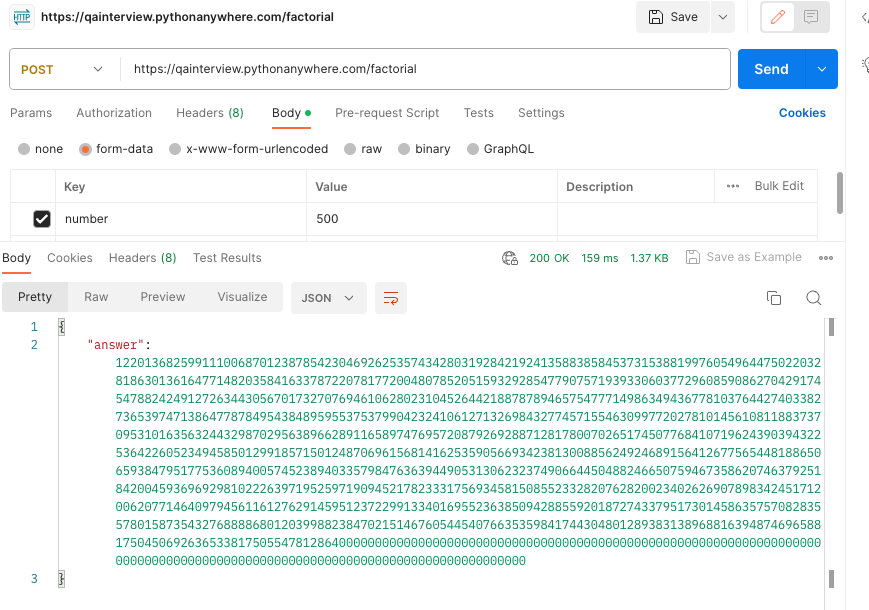 HTTP https://qainterview.pythonanywhere.com/factorial Save
POST https://qainterview.pythonanywhere.com/factorial Send
Params Authorization Headers (8) Body Pre-request Script Tests Settings Cookies
none form-data x-www-form-urlencoded raw binary GraphQL
Key Value Description ••• Bulk Edit
number 500
Body Cookies Headers (8) Test Results 200 OK 159 ms 1.37 KB Save as Example •••
Pretty Raw Preview Visualize JSON
1 {
2 "answer":
1220136825991110068701238785423046926253574342803192842192413588385845373153881997605496447502203281863013616477148203584163378722078177200480785205159329285477907571939330603772960859086270429174547882424912726344305670173270769461062802310452644218878789465754777149863494367781037644274033827365397471386477878495438489595537537990423241061271326984327745715546309977202781014561081188373709531016356324432987029563896628911658974769572087926928871281780070265174507768410719624390394322536422605234945850129918571501248706961568141625359056693423813008856249246891564126775654481886506593847951775360894005745238940335798476363944905313062323749066445048824665075946735862074637925184200459369692981022263971952597190945217823331756934581508552332820762820023402626907898342451712006207714640979456116127629145951237229913340169552363850942885592018727433795173014586357570828355780158735432768888680120399882384702151467605445407663535984174430480128938313896881639487469658817504506926365338175055478128640000000000000000000000000000000000000000000000000000000000000000000000000000000000000000000000000000000000000000000
3 }